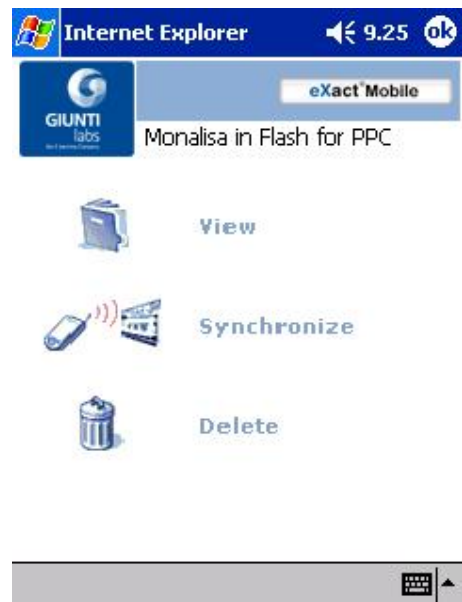 Internet Explorer 9.25 ok
GIUNTI
labs
eXact Mobile
Monalisa in Flash for PPC
View
Synchronize
Delete